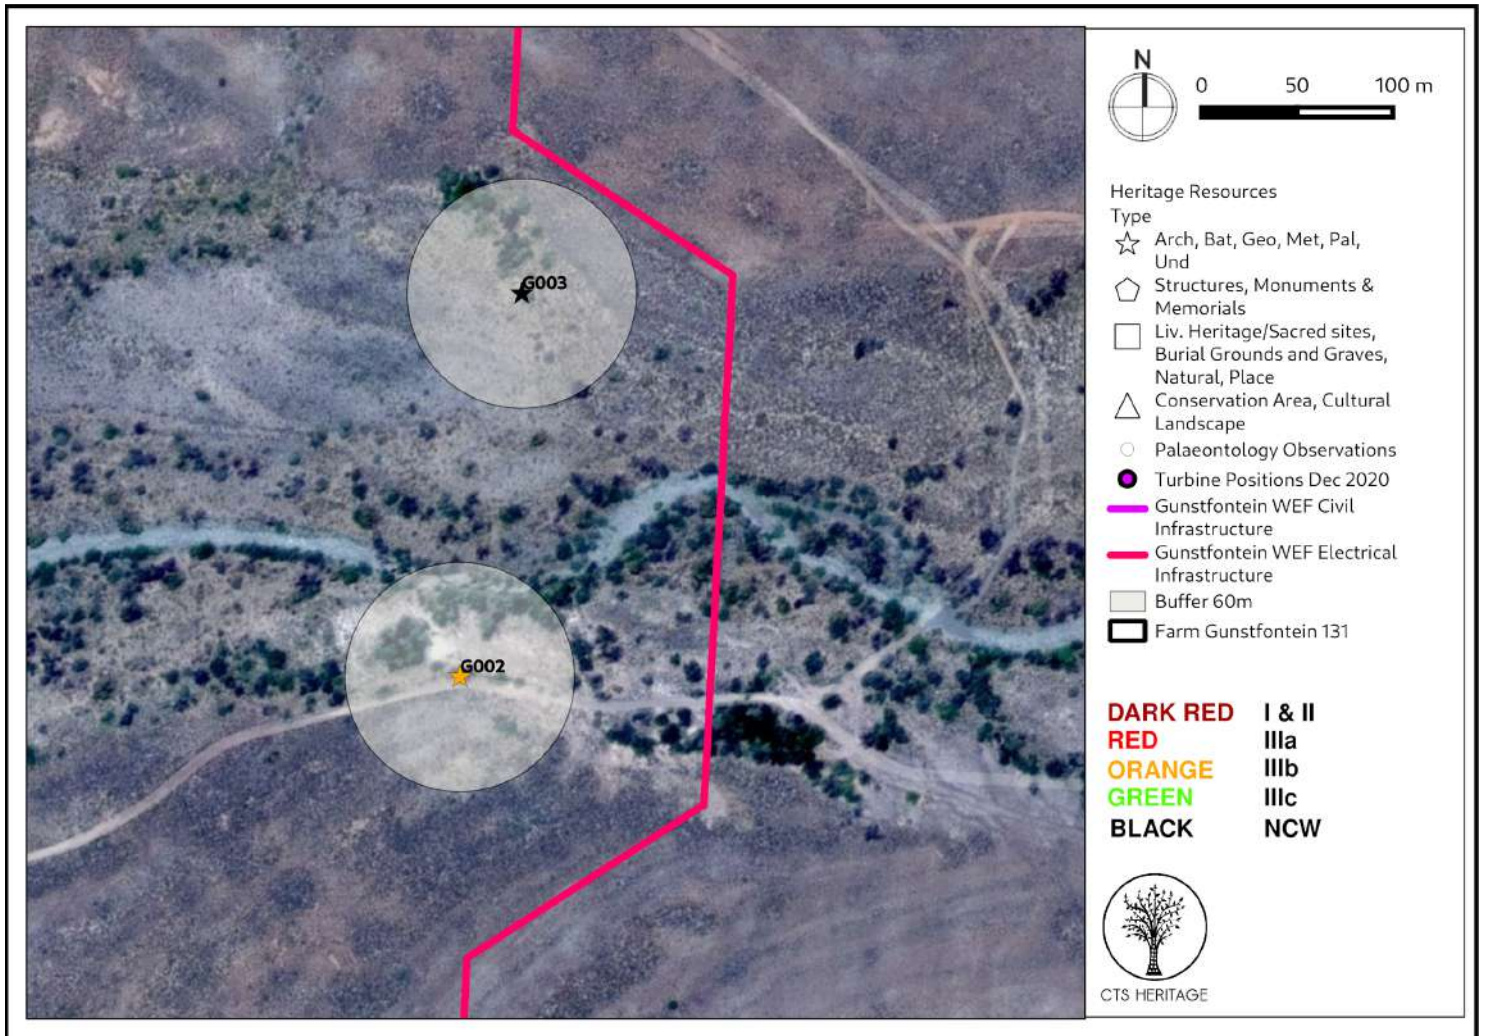 G003
G002
N
0 50 100 m
Heritage Resources
Type
Arch, Bat, Geo, Met, Pal,
Und
Structures, Monuments &
Memorials
Liv. Heritage/Sacred sites,
Burial Grounds and Graves,
Natural, Place
Conservation Area, Cultural
Landscape
Palaeontology Observations
Turbine Positions Dec 2020
Gunstfontein WEF Civil
Infrastructure
Gunstfontein WEF Electrical
Infrastructure
Buffer 60m
Farm Gunstfontein 131
DARK RED I & II
RED IIIa
ORANGE IIIb
GREEN IIIc
BLACK NCW
CTS HERITAGE